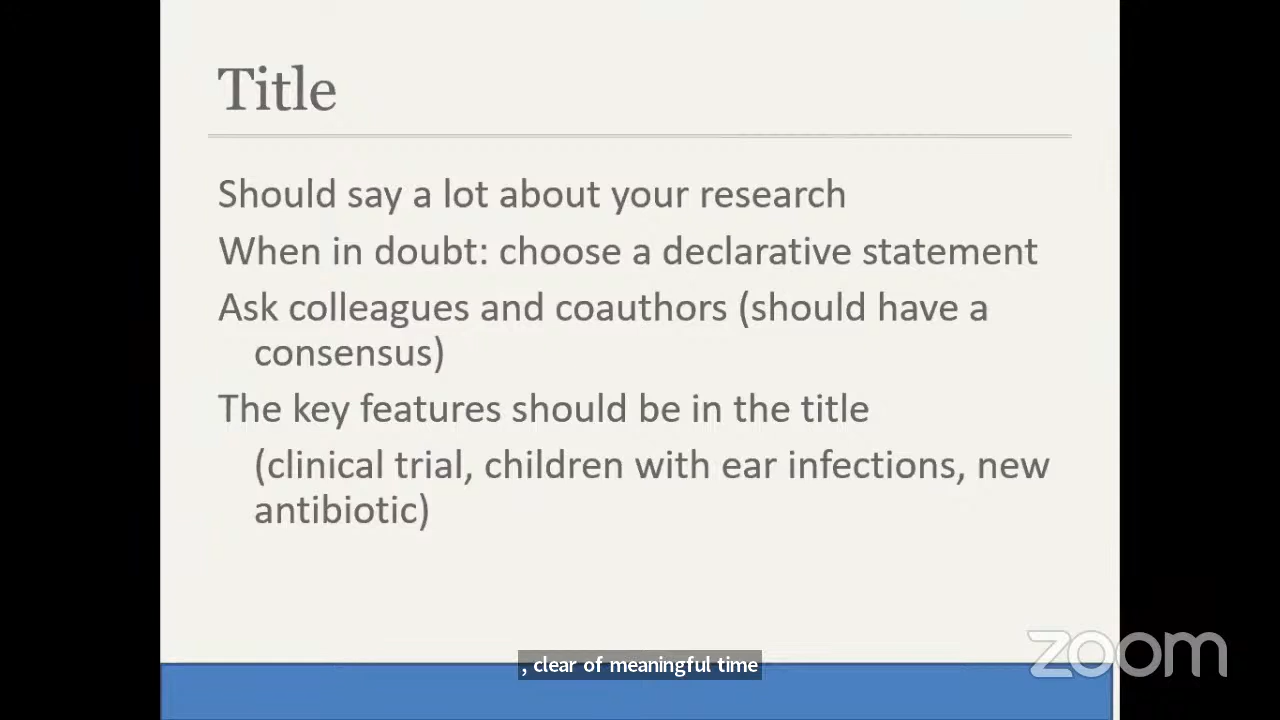 Title
Should say a lot about your research
When in doubt: choose a declarative statement
Ask colleagues and coauthors (should have a
consensus)
The key features should be in the title
(clinical trial, children with ear infections, new
antibiotic)
, clear of meaningful time
zoom